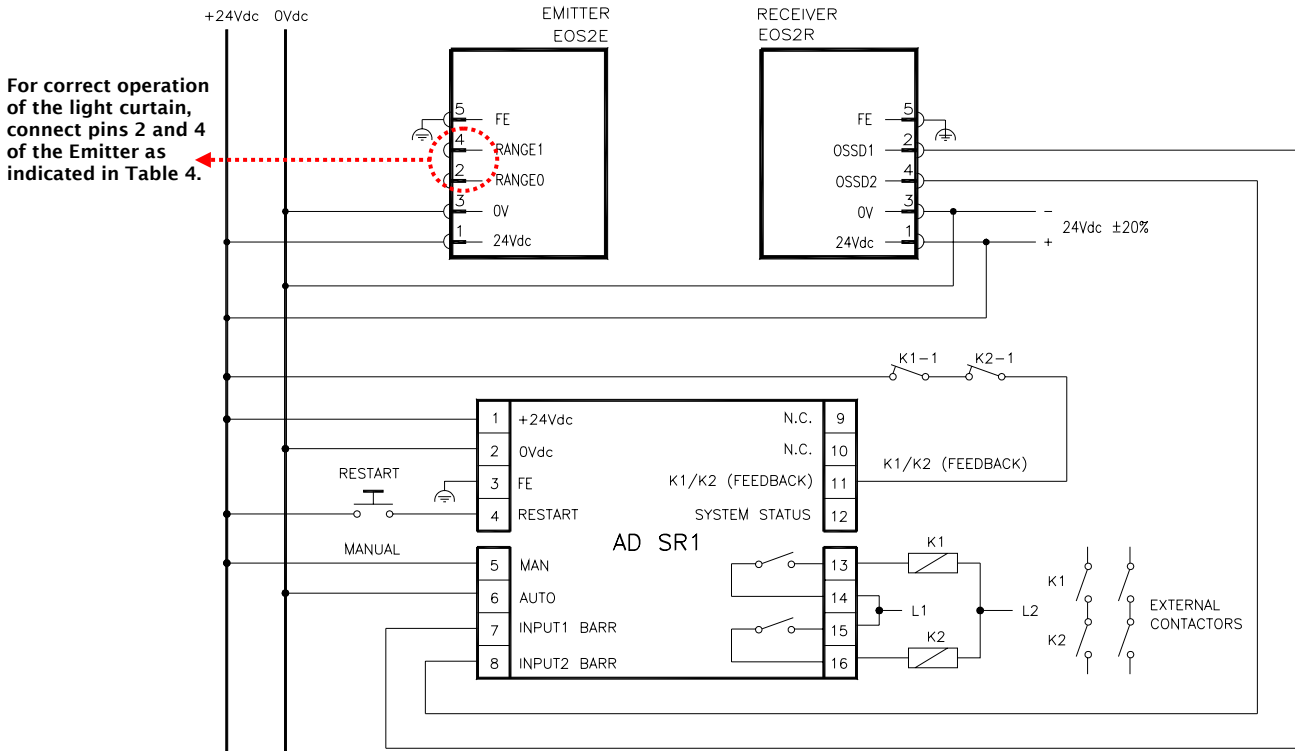 +24Vdc 0Vdc
EMITTER
EOS2E
RECEIVER
EOS2R
For correct operation
of the light curtain,
connect pins 2 and 4
of the Emitter as
indicated in Table 4.
5 FE
4 RANGE1
2 RANGE0
3 0V
1 24Vdc
FE 5
OSSD1 2
OSSD2 4
0V 3
24Vdc 1
−
24Vdc ±20%
+
K1-1 K2-1
1 +24Vdc
2 0Vdc
3 FE
4 RESTART
N.C. 9
N.C. 10
K1/K2 (FEEDBACK) 11
SYSTEM STATUS 12
K1/K2 (FEEDBACK)
RESTART
MANUAL
AD SR1
5 MAN
6 AUTO
7 INPUT1 BARR
8 INPUT2 BARR
13
14
15
16
K1
L1
L2
K2
K1
K2
EXTERNAL
CONTACTORS